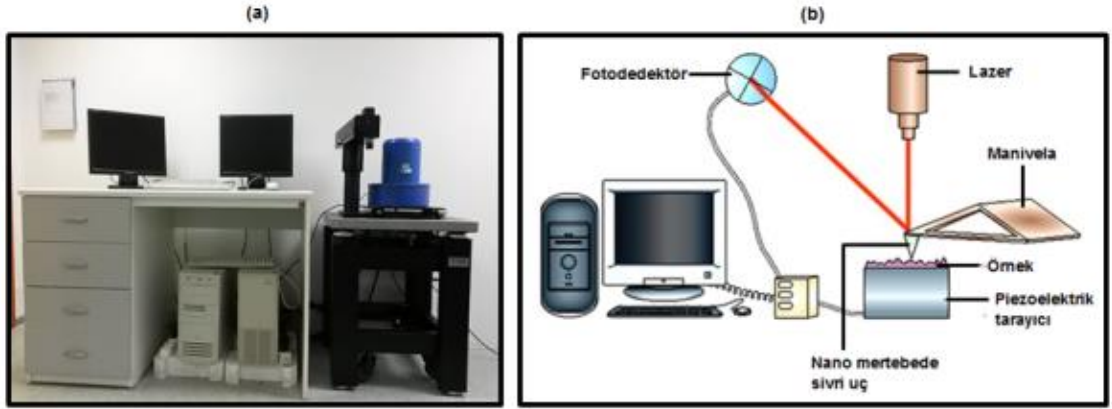 (a)
(b)
Fotodedektör
Lazer
Manivela
Örnek
Piezoelektrik
tarayıcı
Nano mertebede
sivri uç